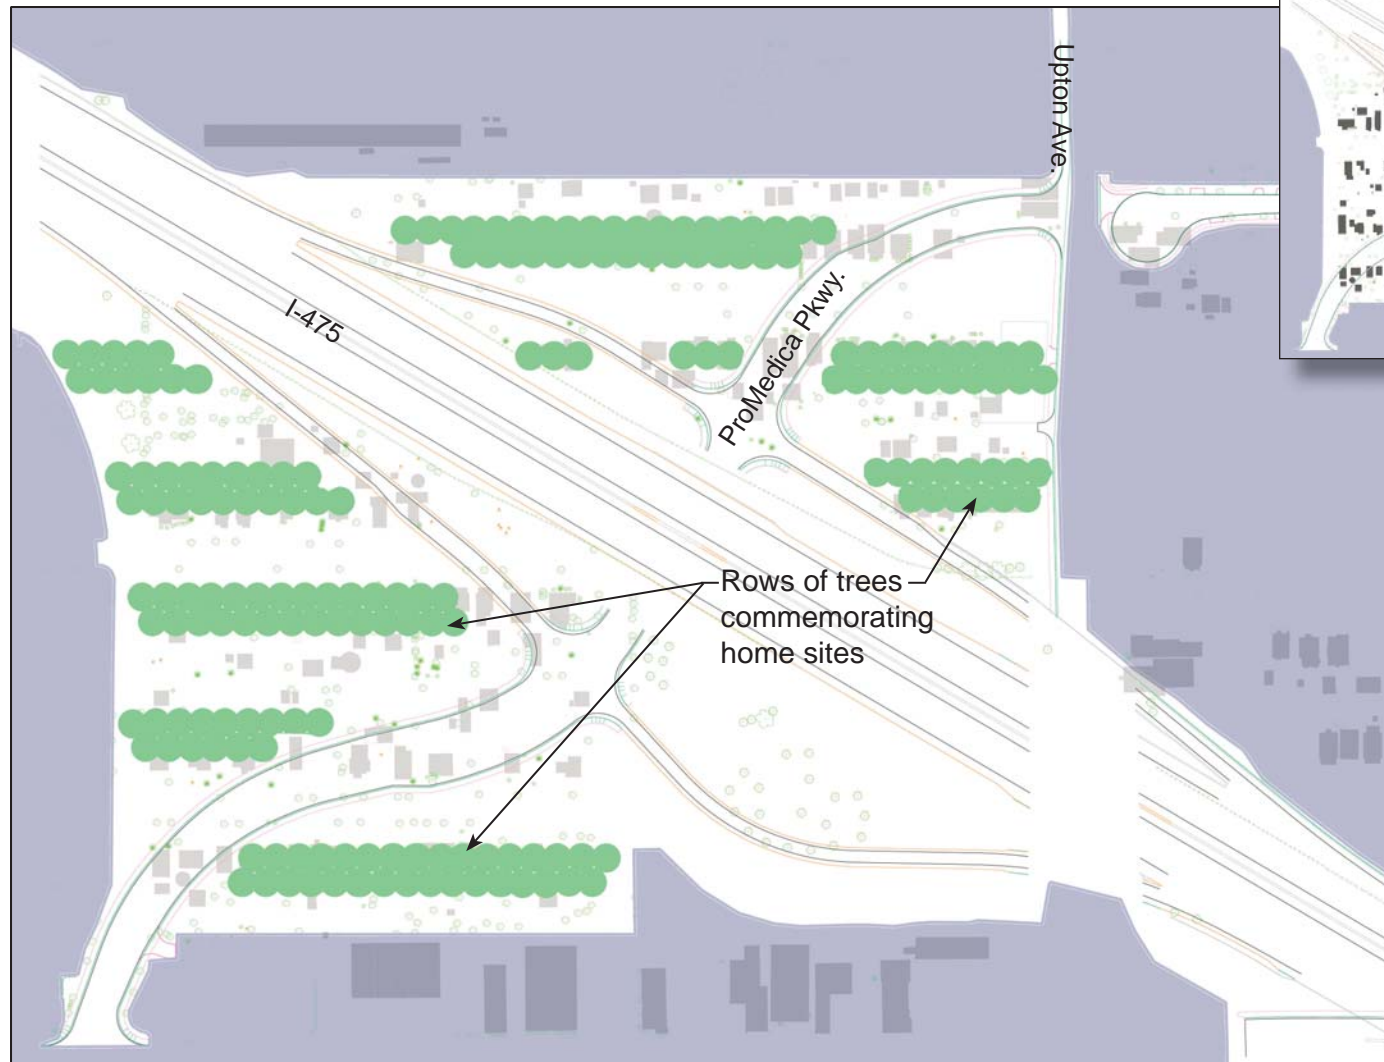 Upton Ave.
I-475
ProMedica Pkwy.
Rows of trees
commemorating
home sites